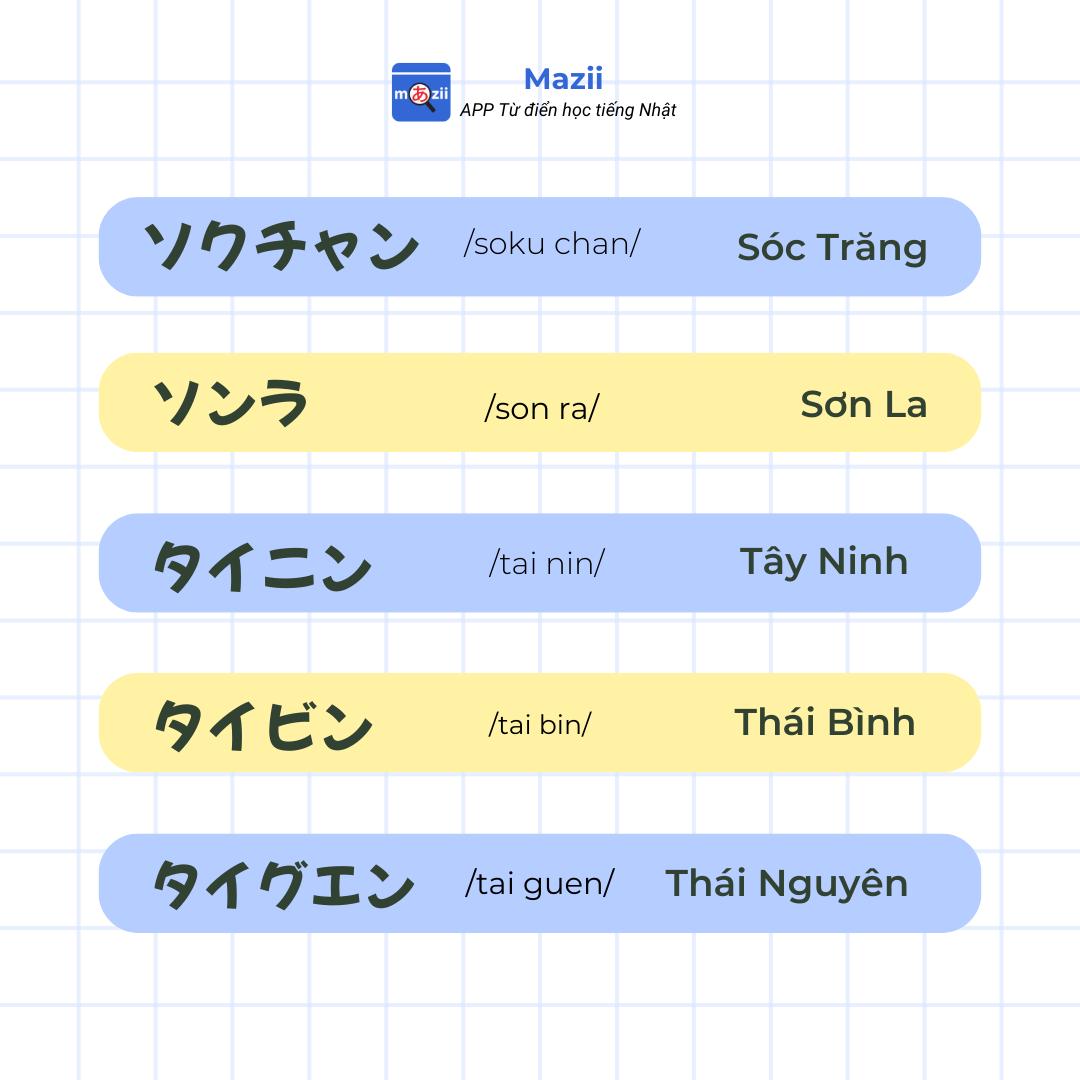 mあzii
Mazii
APP Từ điển học tiếng Nhật
ソクチャン /soku chan/ Sóc Trăng
ソンラ /son ra/ Sơn La
タイニン /tai nin/ Tây Ninh
タイビン /tai bin/ Thái Bình
タイグエン /tai guen/ Thái Nguyên